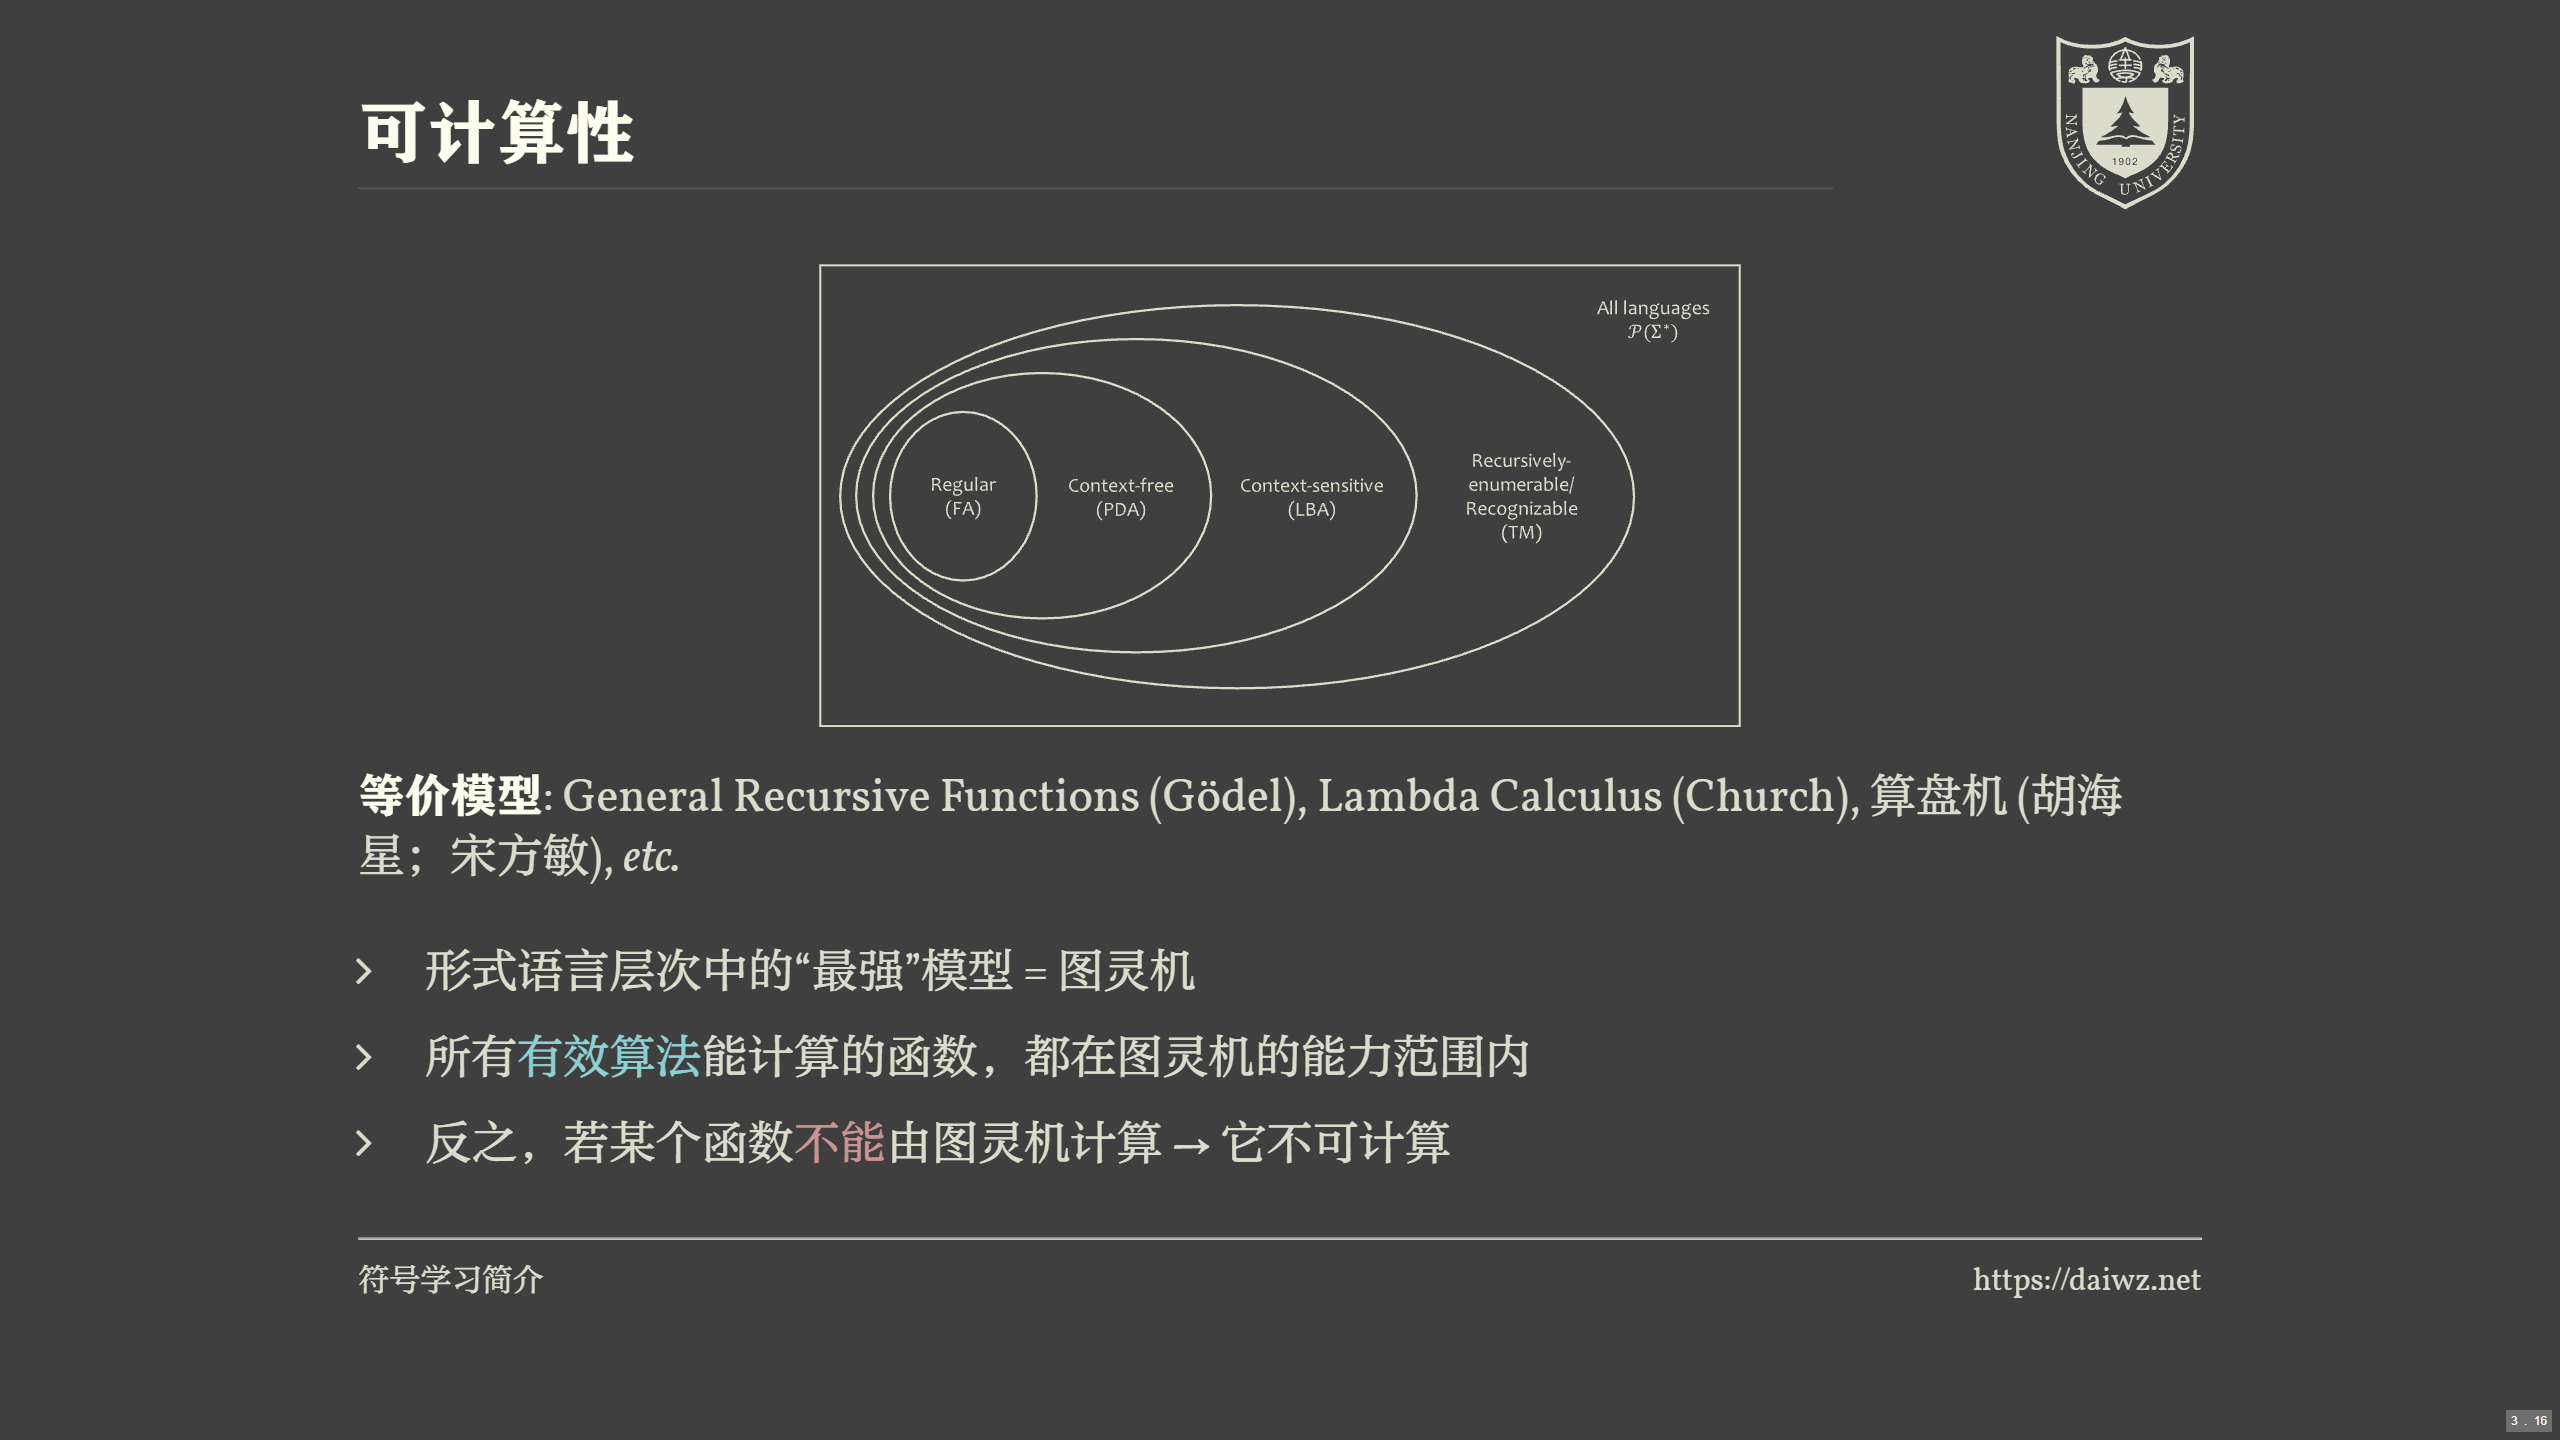 可计算性
NANJING UNIVERSITY
1902
All languages
𝒫(Σ*)
Regular
(FA)
Context-free
(PDA)
Context-sensitive
(LBA)
Recursively-
enumerable/
Recognizable
(TM)
等价模型: General Recursive Functions (Gödel), Lambda Calculus (Church), 算盘机 (胡海
星；宋方敏), etc.
形式语言层次中的“最强”模型 = 图灵机
所有有效算法能计算的函数，都在图灵机的能力范围内
反之，若某个函数不能由图灵机计算 → 它不可计算
符号学习简介
https://daiwz.net
3 . 16